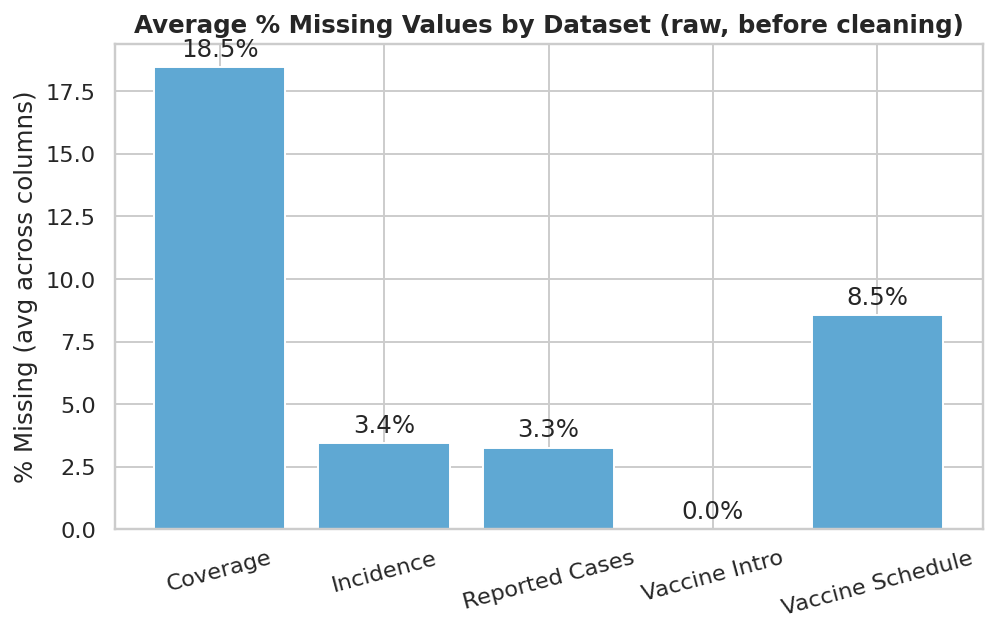 Average % Missing Values by Dataset (raw, before cleaning)
% Missing (avg across columns)
17.5
15.0
12.5
10.0
7.5
5.0
2.5
0.0
18.5%
3.4%
3.3%
0.0%
8.5%
Coverage
Incidence
Reported Cases
Vaccine Intro
Vaccine Schedule